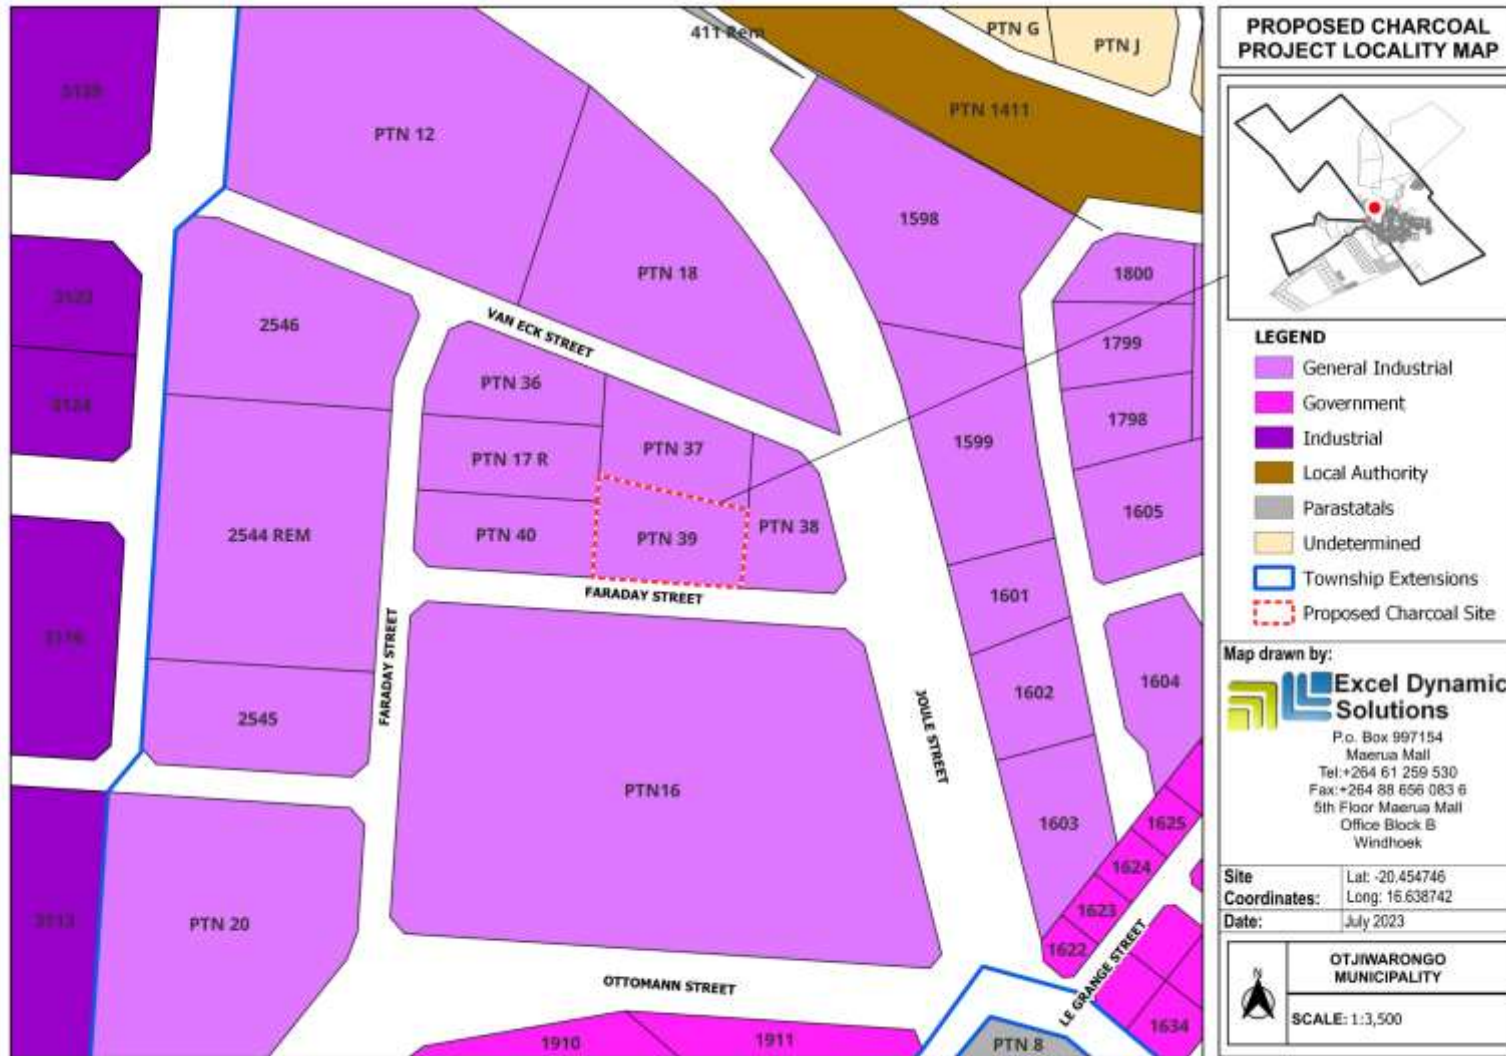 411 Rem
PTN G
PTN J
PTN 1411
PTN 12
1598
PTN 18
1800
2546
VAN ECK STREET
1799
PTN 36
1798
PTN 37
1599
PTN 17 R
1605
PTN 38
2544 REM
PTN 40
PTN 39
FARADAY STREET
1601
FARADAY STREET
1602
1604
2545
JOULE STREET
PTN16
1603
1625
1624
1623
PTN 20
1622
OTTOMANN STREET
LE GRANGE STREET
1634
1910
1911
PTN 8
PROPOSED CHARCOAL
PROJECT LOCALITY MAP
LEGEND
General Industrial
Government
Industrial
Local Authority
Parastatals
Undetermined
Township Extensions
Proposed Charcoal Site
Map drawn by:
Excel Dynamic
Solutions
P.o. Box 997154
Maerua Mall
Tel:+264 61 259 530
Fax:+264 88 656 083 6
5th Floor Maerua Mall
Office Block B
Windhoek
Site Lat: -20.454746
Coordinates: Long: 16.638742
Date: July 2023
N
OTJIWARONGO
MUNICIPALITY
SCALE: 1:3,500